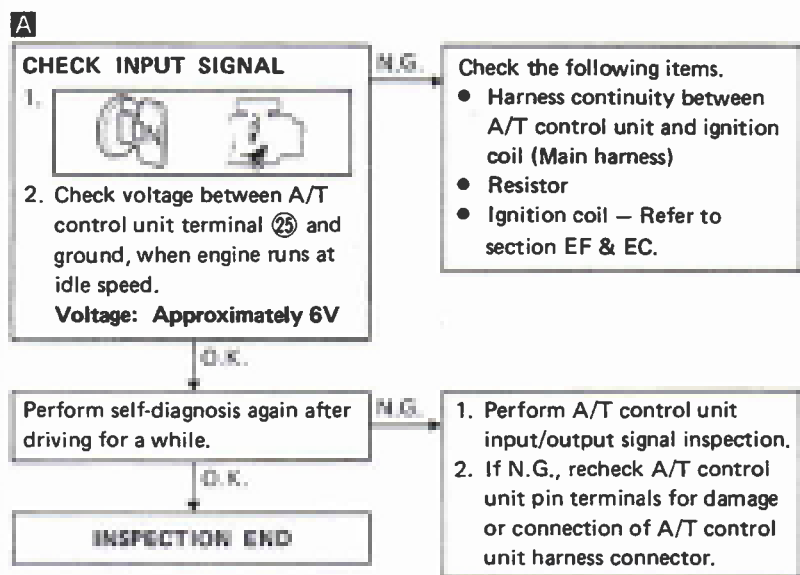 A
CHECK INPUT SIGNAL
1.
2. Check voltage between A/T
control unit terminal ㉕ and
ground, when engine runs at
idle speed.
Voltage: Approximately 6V
N.G.
Check the following items.
● Harness continuity between
A/T control unit and ignition
coil (Main harness)
● Resistor
● Ignition coil — Refer to
section EF & EC.
O.K.
Perform self-diagnosis again after
driving for a while.
N.G.
1. Perform A/T control unit
input/output signal inspection.
2. If N.G., recheck A/T control
unit pin terminals for damage
or connection of A/T control
unit harness connector.
O.K.
INSPECTION END